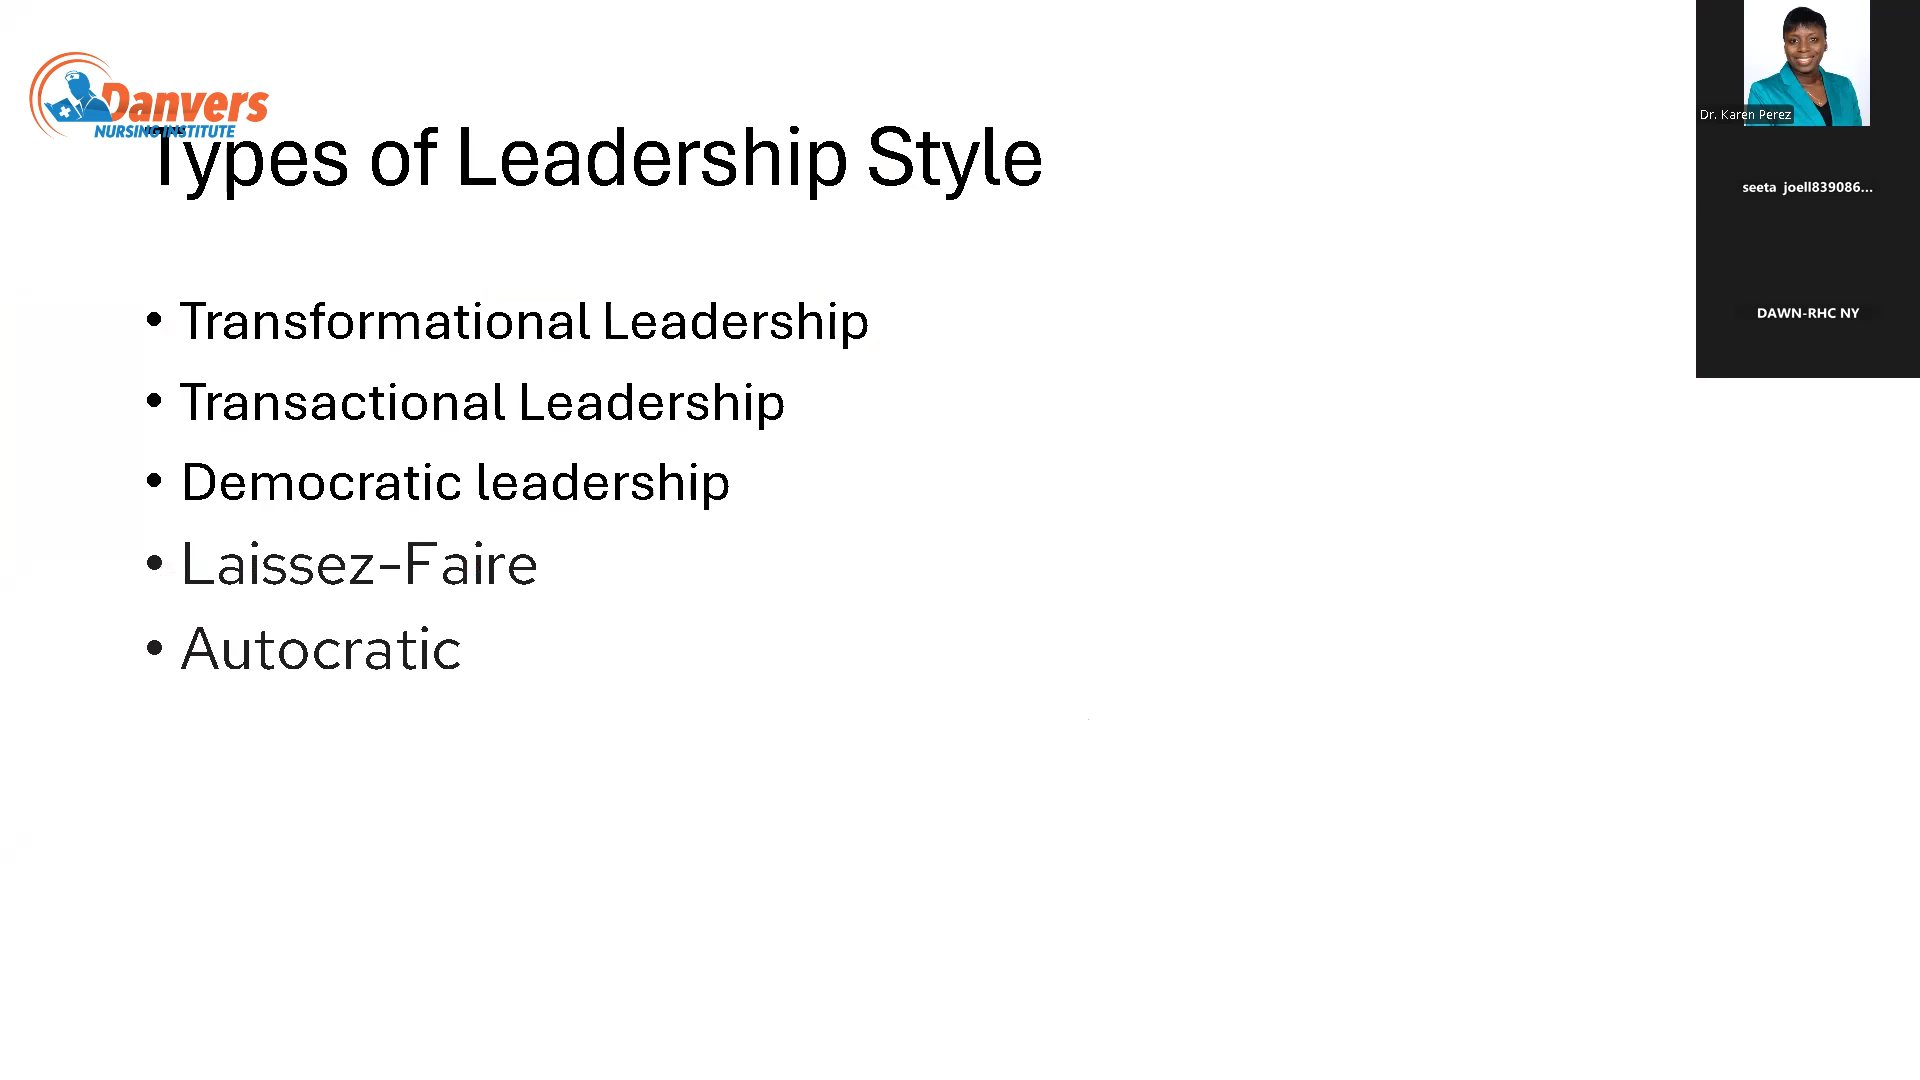 Danvers
NURSING INSTITUTE
Types of Leadership Style
• Transformational Leadership
• Transactional Leadership
• Democratic leadership
• Laissez-Faire
• Autocratic
Dr. Karen Perez
seeta joell839086...
DAWN-RHC NY